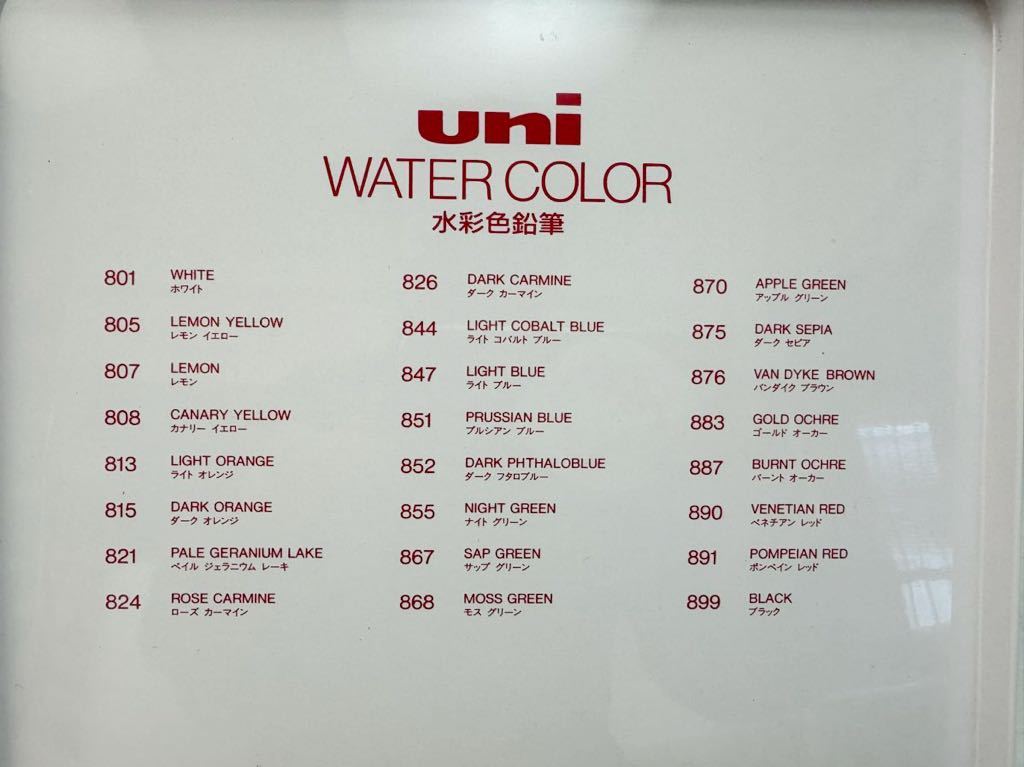 uni
WATER COLOR
水彩色鉛筆
801 WHITE
ホワイト
805 LEMON YELLOW
レモン イエロー
807 LEMON
レモン
808 CANARY YELLOW
カナリー イエロー
813 LIGHT ORANGE
ライト オレンジ
815 DARK ORANGE
ダーク オレンジ
821 PALE GERANIUM LAKE
ペイル ジェラニウム レーキ
824 ROSE CARMINE
ローズ カーマイン
826 DARK CARMINE
ダーク カーマイン
844 LIGHT COBALT BLUE
ライト コバルト ブルー
847 LIGHT BLUE
ライト ブルー
851 PRUSSIAN BLUE
プルシアン ブルー
852 DARK PHTHALOBLUE
ダーク フタロブルー
855 NIGHT GREEN
ナイト グリーン
867 SAP GREEN
サップ グリーン
868 MOSS GREEN
モス グリーン
870 APPLE GREEN
アップル グリーン
875 DARK SEPIA
ダーク セピア
876 VAN DYKE BROWN
バンダイク ブラウン
883 GOLD OCHRE
ゴールド オーカー
887 BURNT OCHRE
バーント オーカー
890 VENETIAN RED
ベネチアン レッド
891 POMPEIAN RED
ポンペイン レッド
899 BLACK
ブラック